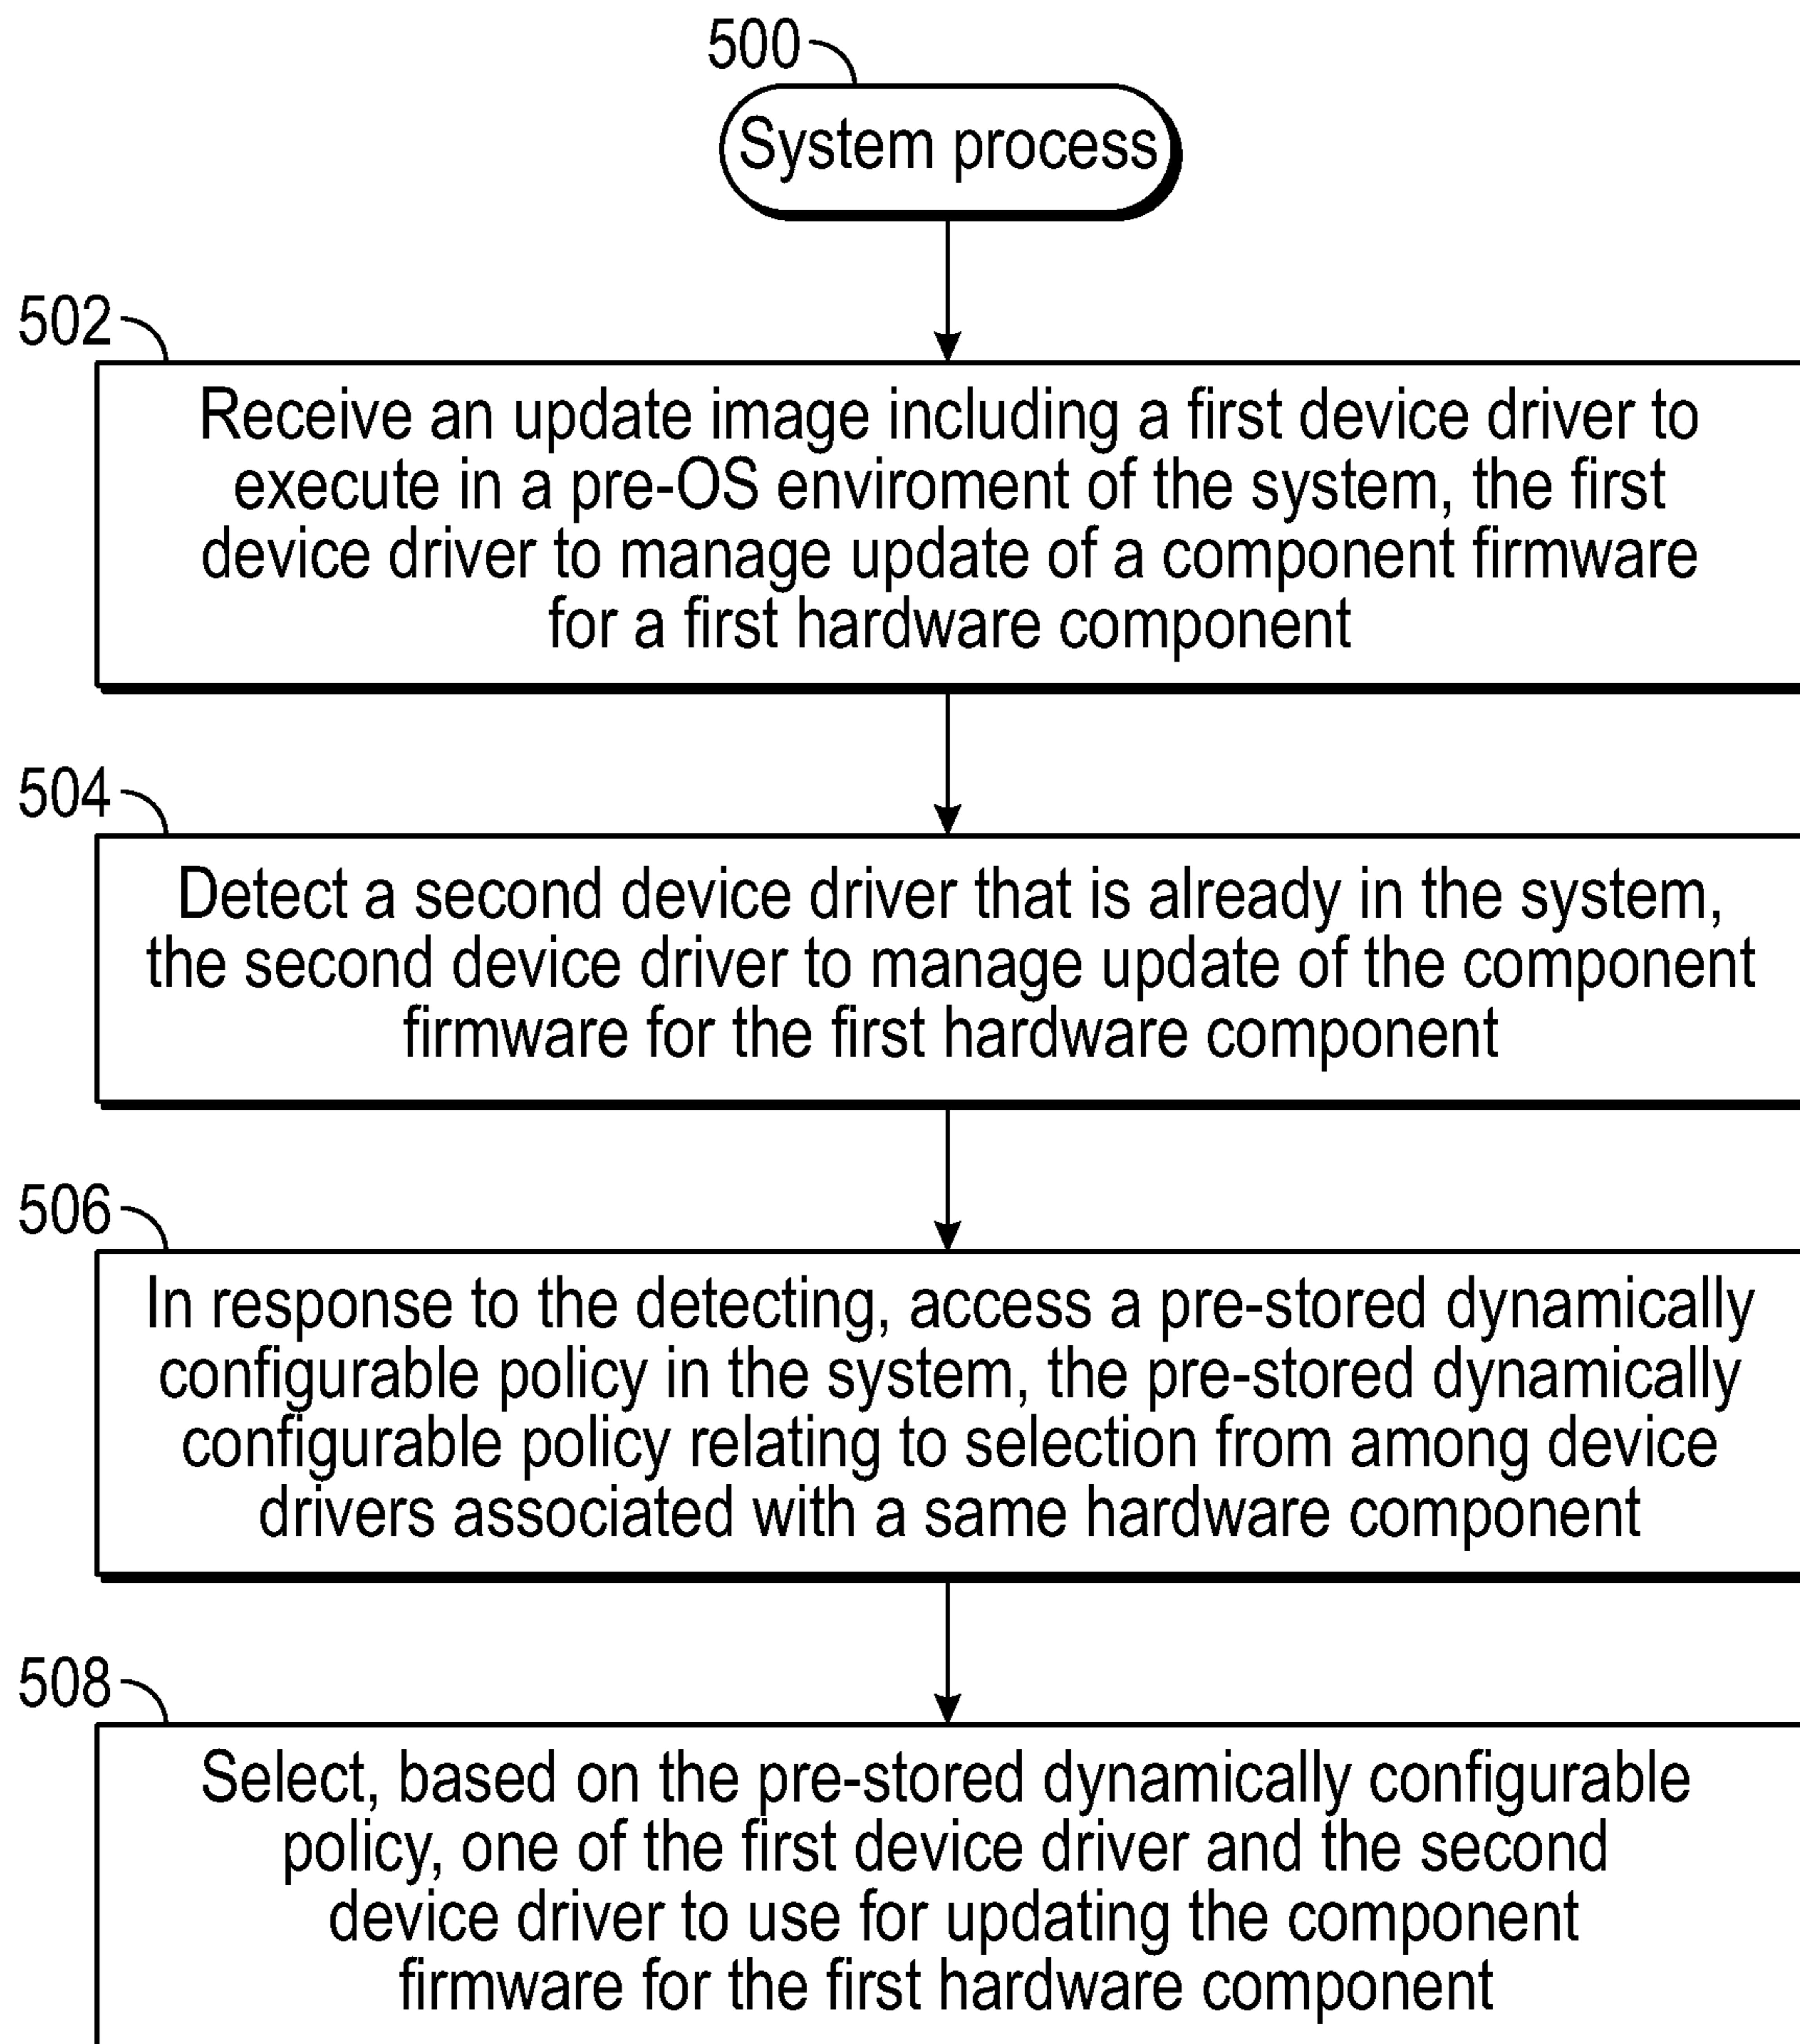 500
System process
502
Receive an update image including a first device driver to
execute in a pre-OS enviroment of the system, the first
device driver to manage update of a component firmware
for a first hardware component
504
Detect a second device driver that is already in the system,
the second device driver to manage update of the component
firmware for the first hardware component
506
In response to the detecting, access a pre-stored dynamically
configurable policy in the system, the pre-stored dynamically
configurable policy relating to selection from among device
drivers associated with a same hardware component
508
Select, based on the pre-stored dynamically configurable
policy, one of the first device driver and the second
device driver to use for updating the component
firmware for the first hardware component